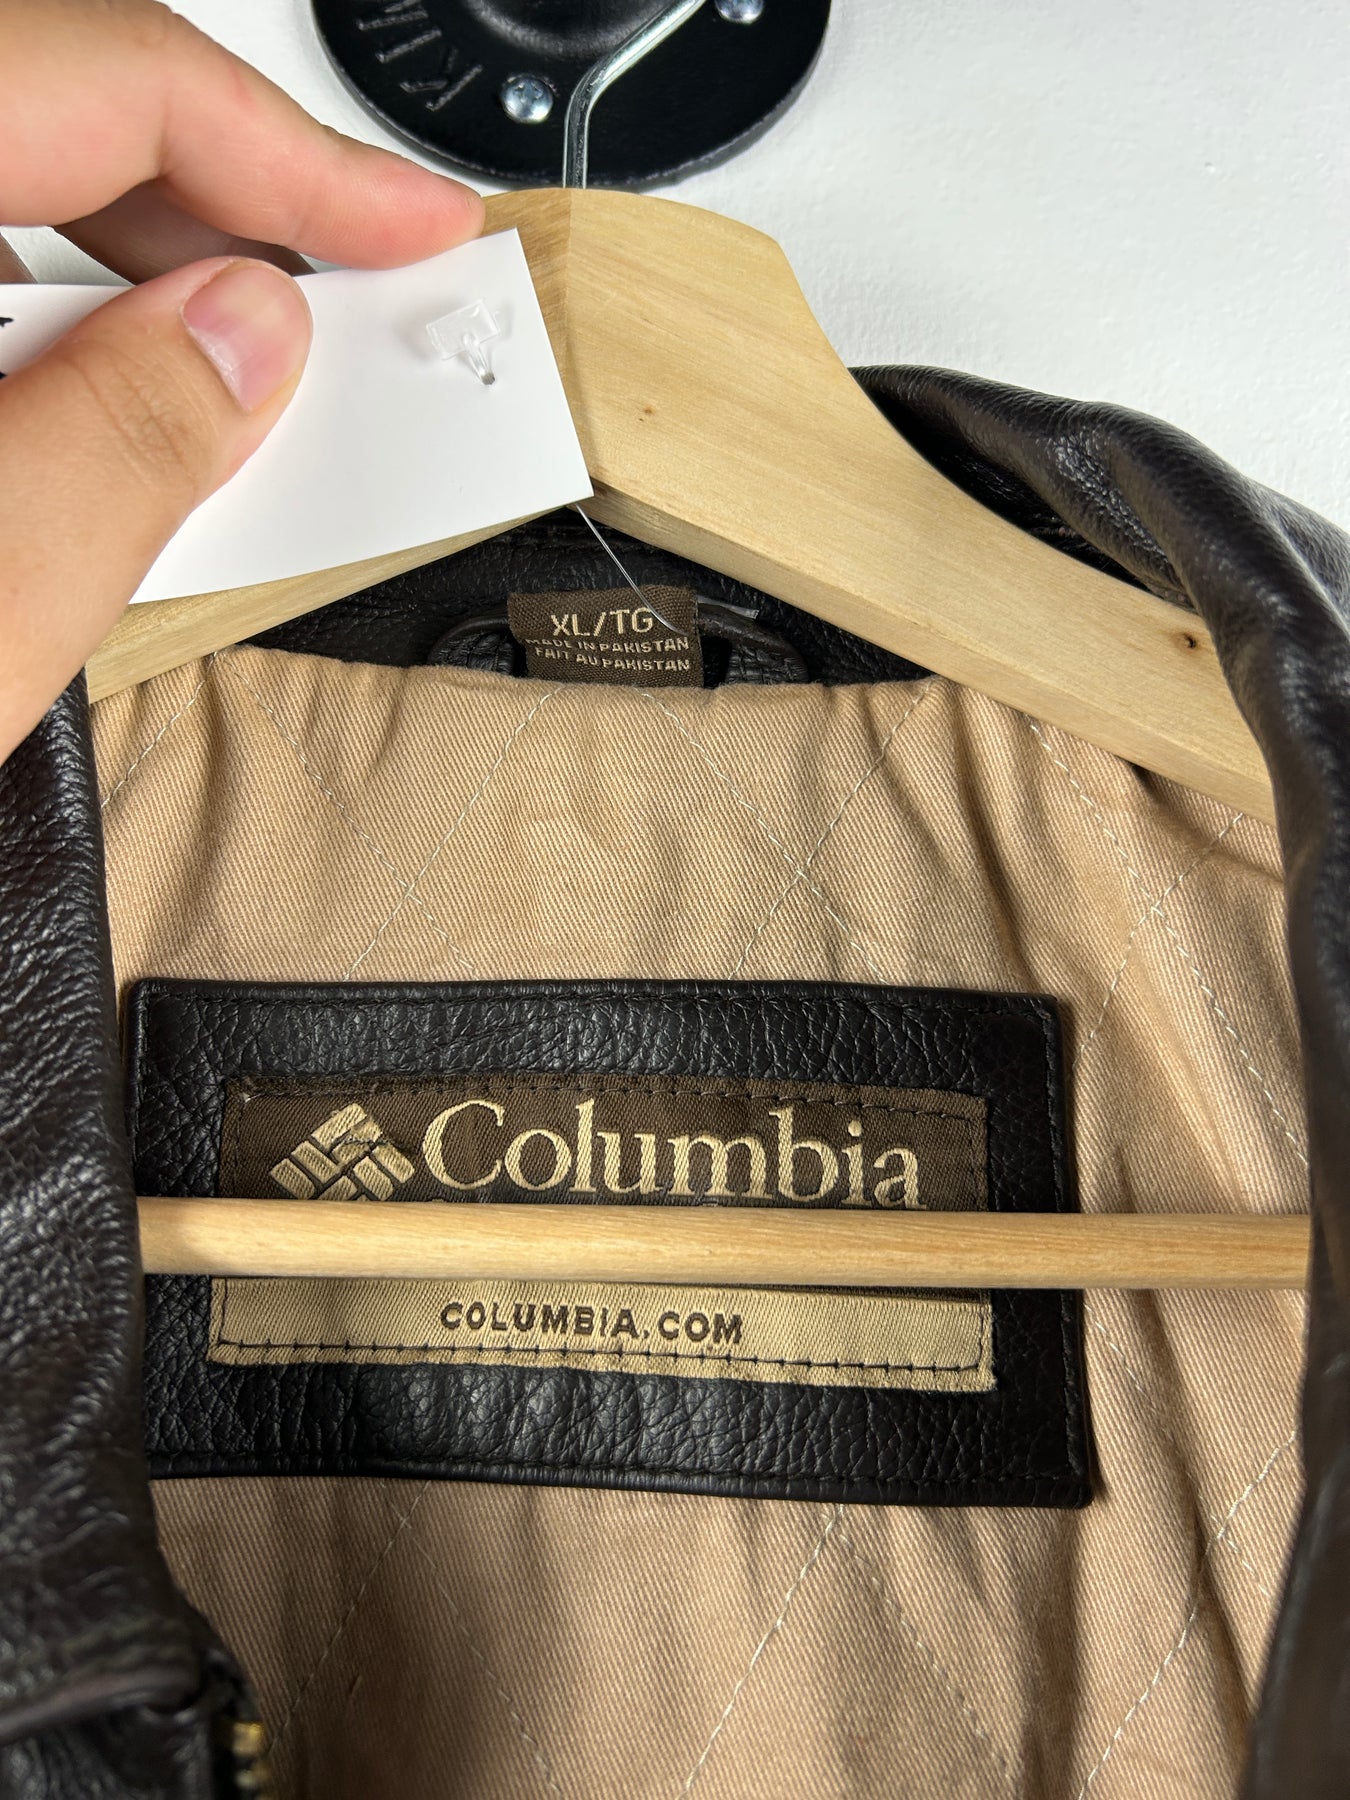 XL/TG
MADE IN PAKISTAN
FAIT AU PAKISTAN
Columbia
COLUMBIA.COM